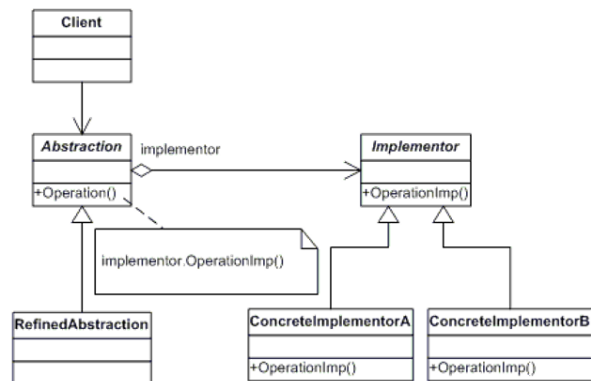 Client
Abstraction
implementor
Implementor
+Operation()
+OperationImp()
implementor.OperationImp()
RefinedAbstraction
ConcreteImplementorA
ConcreteImplementorB
+OperationImp()
+OperationImp()